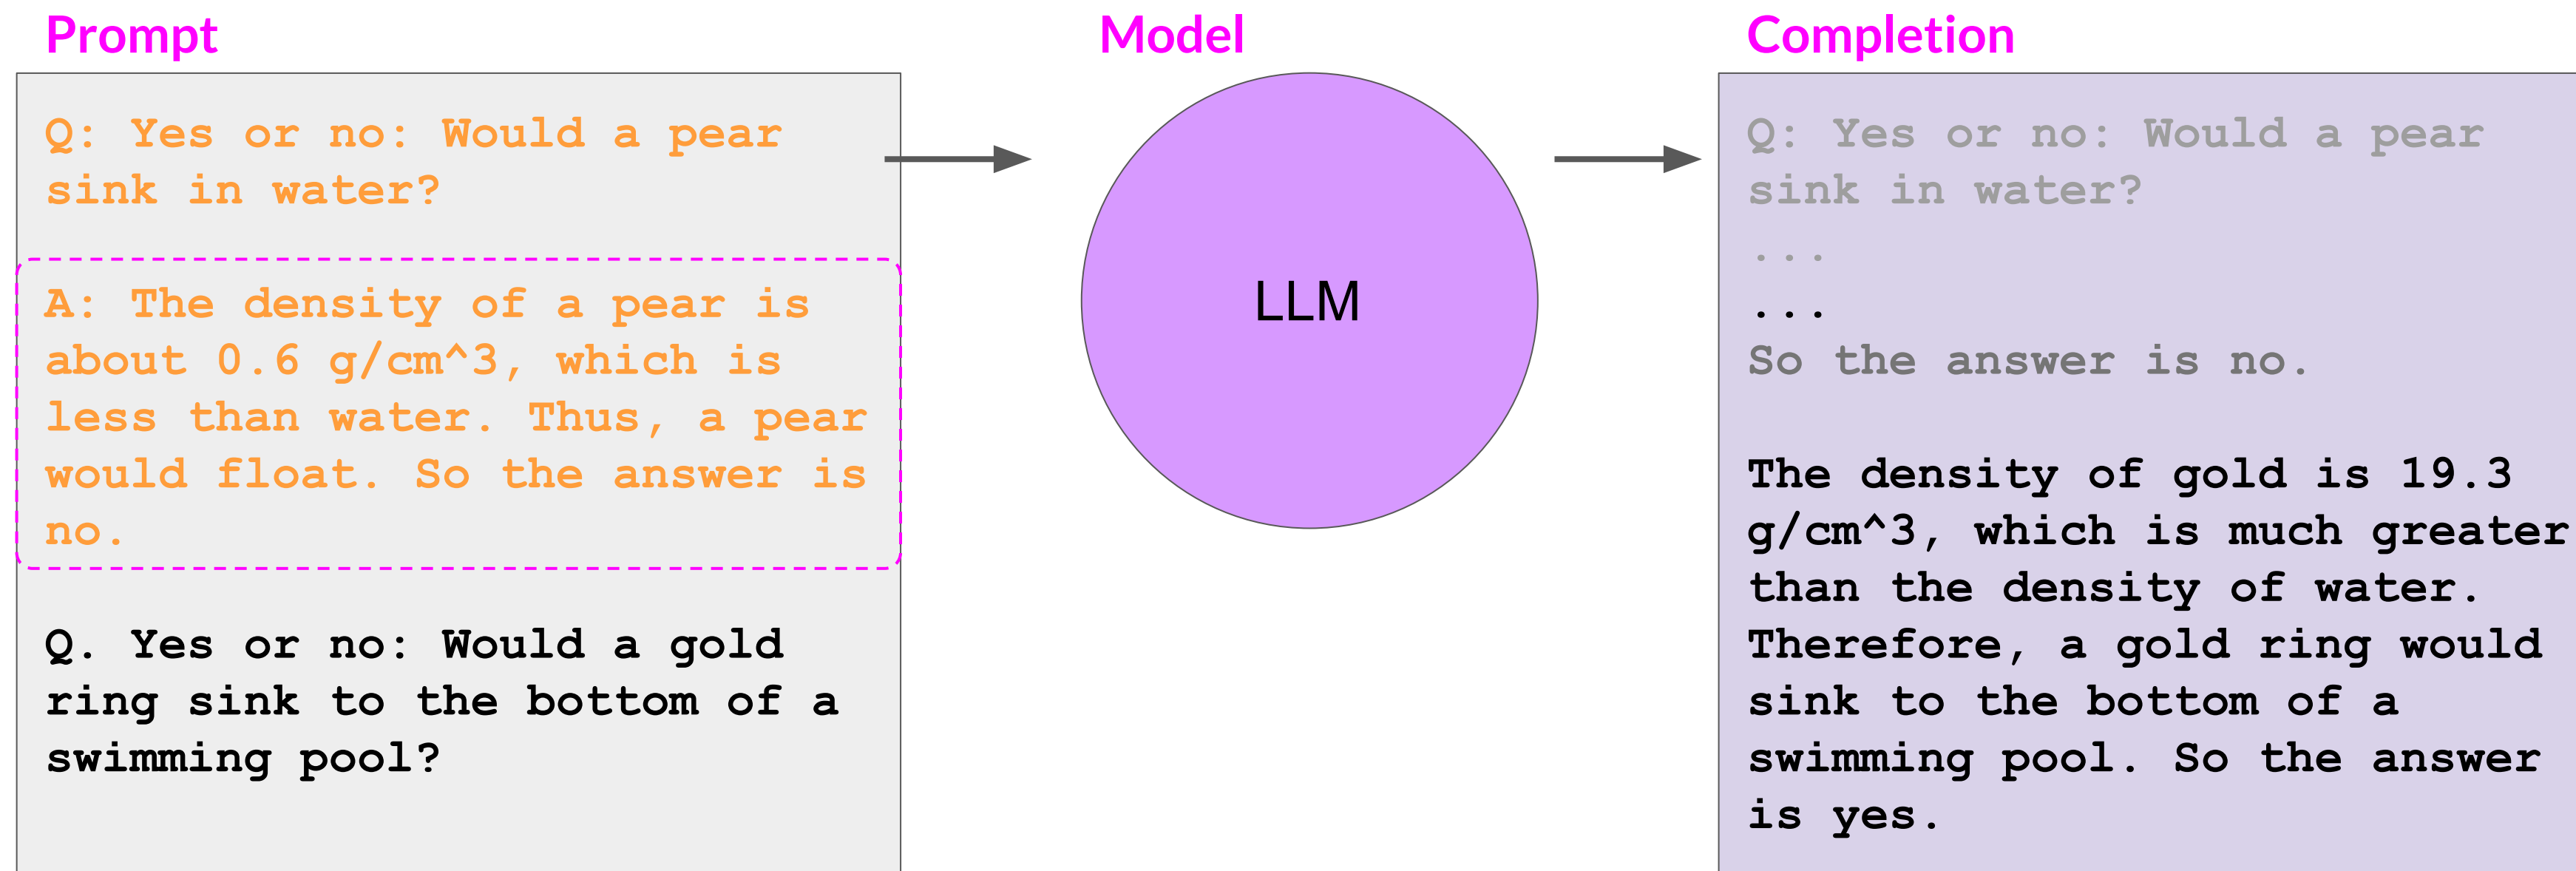 Prompt
Q: Yes or no: Would a pear
sink in water?
A: The density of a pear is
about 0.6 g/cm^3, which is
less than water. Thus, a pear
would float. So the answer is
no.
Q. Yes or no: Would a gold
ring sink to the bottom of a
swimming pool?
Model
LLM
Completion
Q: Yes or no: Would a pear
sink in water?
...
...
So the answer is no.
The density of gold is 19.3
g/cm^3, which is much greater
than the density of water.
Therefore, a gold ring would
sink to the bottom of a
swimming pool. So the answer
is yes.